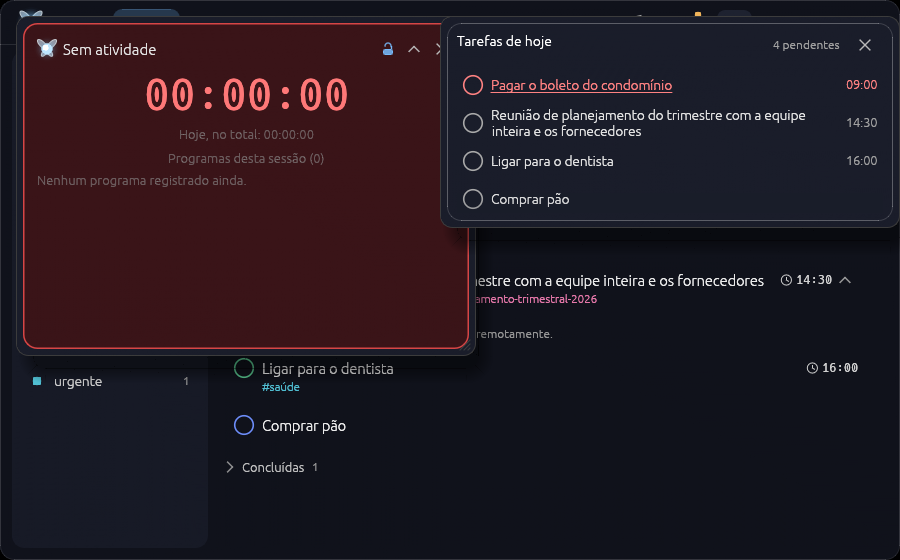 Sem atividade
00:00:00
Hoje, no total: 00:00:00
Programas desta sessão (0)
Nenhum programa registrado ainda.
Tarefas de hoje
4 pendentes
Pagar o boleto do condomínio
09:00
Reunião de planejamento do trimestre com a equipe
inteira e os fornecedores
14:30
Ligar para o dentista
16:00
Comprar pão
mestre com a equipe inteira e os fornecedores
14:30
amento-trimestral-2026
remotamente.
urgente
1
Ligar para o dentista
16:00
#saúde
Comprar pão
Concluídas 1